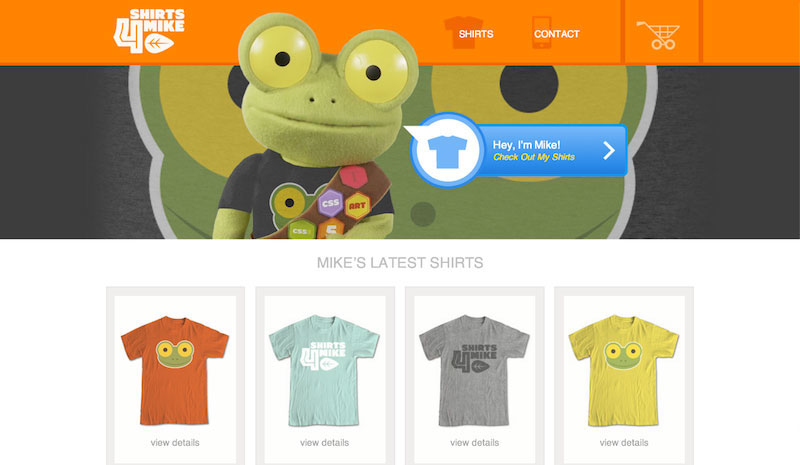 SHIRTS
4 MIKE
SHIRTS
CONTACT
Hey, I'm Mike!
Check Out My Shirts
CSS
ART
CSS
5
MIKE'S LATEST SHIRTS
SHIRTS
4 MIKE
SHIRTS
4 MIKE
view details
view details
view details
view details